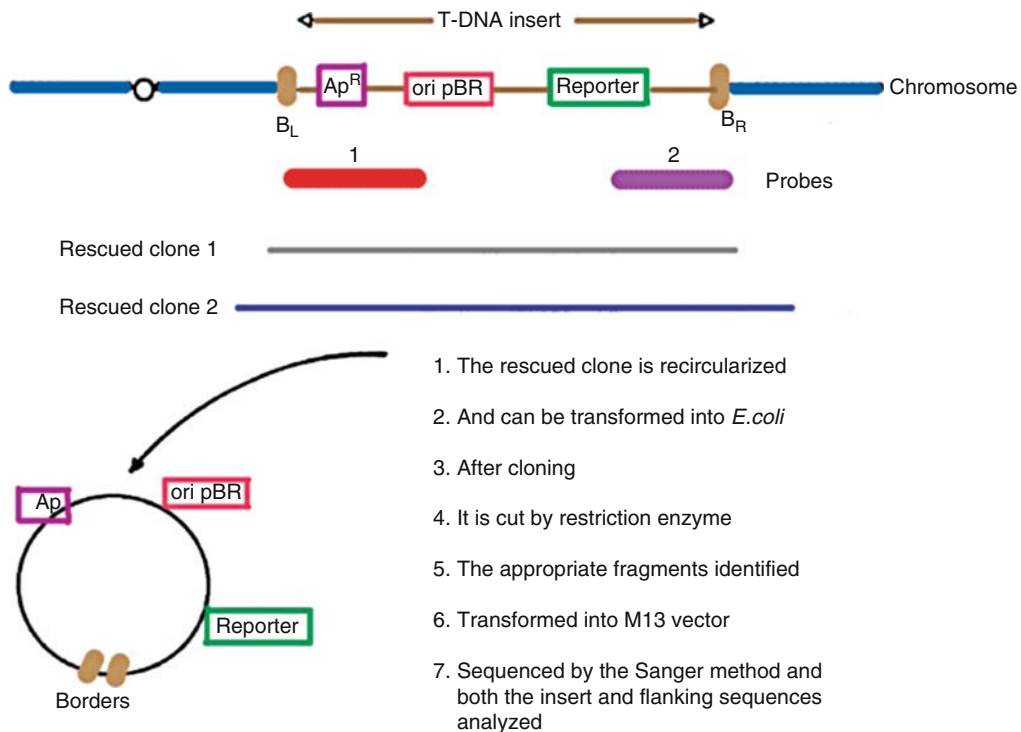 T-DNA insert
Ap^R
ori pBR
Reporter
Chromosome
B_L
B_R
1
2
Probes
Rescued clone 1
Rescued clone 2
1. The rescued clone is recircularized
2. And can be transformed into E.coli
3. After cloning
4. It is cut by restriction enzyme
5. The appropriate fragments identified
6. Transformed into M13 vector
7. Sequenced by the Sanger method and
both the insert and flanking sequences
analyzed
Ap
ori pBR
Reporter
Borders